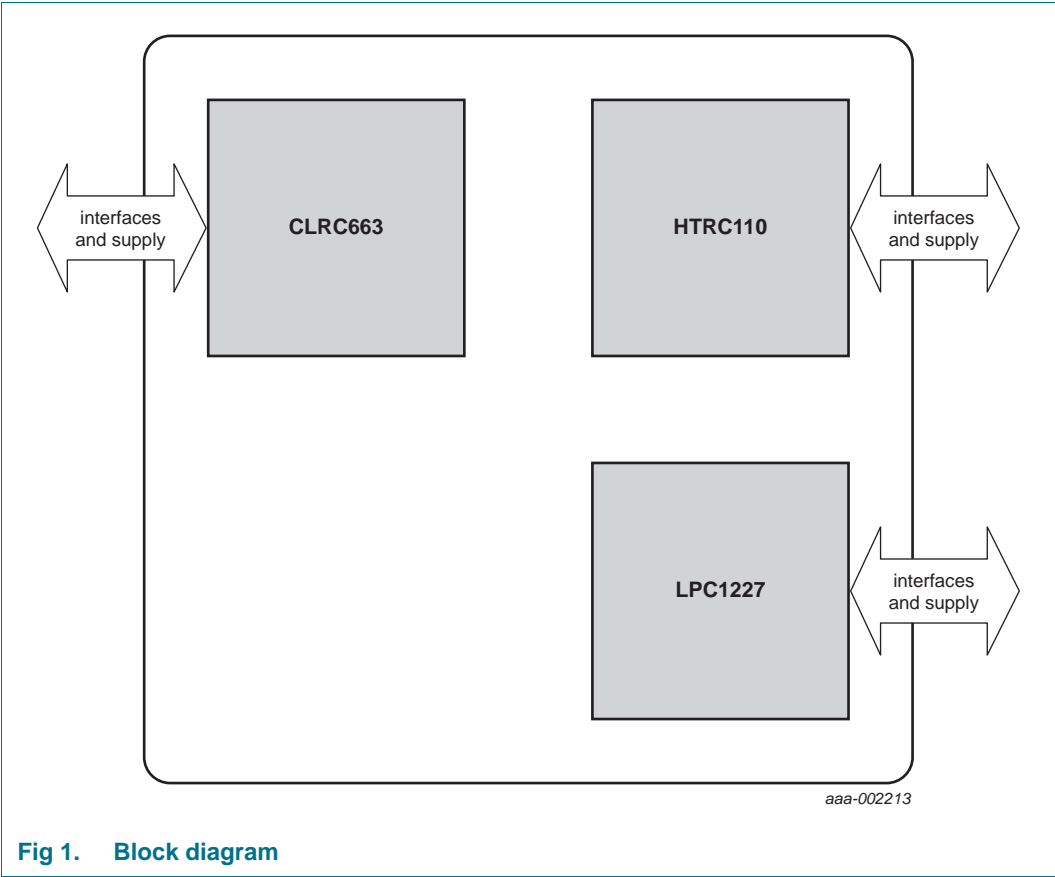 interfaces
and supply
CLRC663
HTRC110
interfaces
and supply
LPC1227
interfaces
and supply
aaa-002213
Fig 1. Block diagram